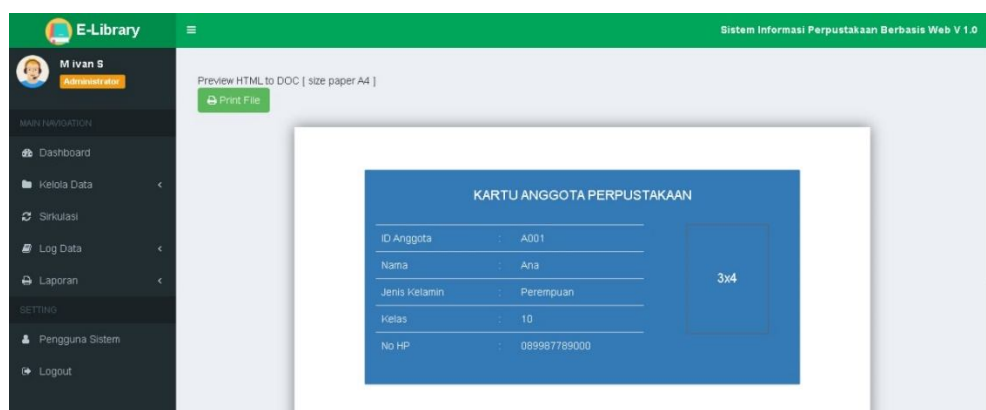 E-Library
Sistem Informasi Perpustakaan Berbasis Web V 1.0
M ivan S
Administrator
MAIN NAVIGATION
Dashboard
Kelola Data
Sirkulasi
Log Data
Laporan
SETTING
Pengguna Sistem
Logout
Preview HTML to DOC [ size paper A4 ]
Print File
KARTU ANGGOTA PERPUSTAKAAN
ID Anggota : A001
Nama : Ana
Jenis Kelamin : Perempuan
Kelas : 10
No HP : 089987789000
3x4